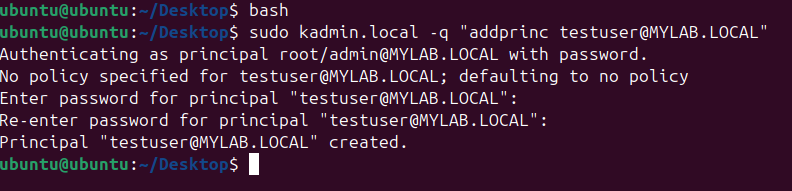 ubuntu@ubuntu:~/Desktop$ bash
ubuntu@ubuntu:~/Desktop$ sudo kadmin.local -q "addprinc testuser@MYLAB.LOCAL"
Authenticating as principal root/admin@MYLAB.LOCAL with password.
No policy specified for testuser@MYLAB.LOCAL; defaulting to no policy
Enter password for principal "testuser@MYLAB.LOCAL":
Re-enter password for principal "testuser@MYLAB.LOCAL":
Principal "testuser@MYLAB.LOCAL" created.
ubuntu@ubuntu:~/Desktop$